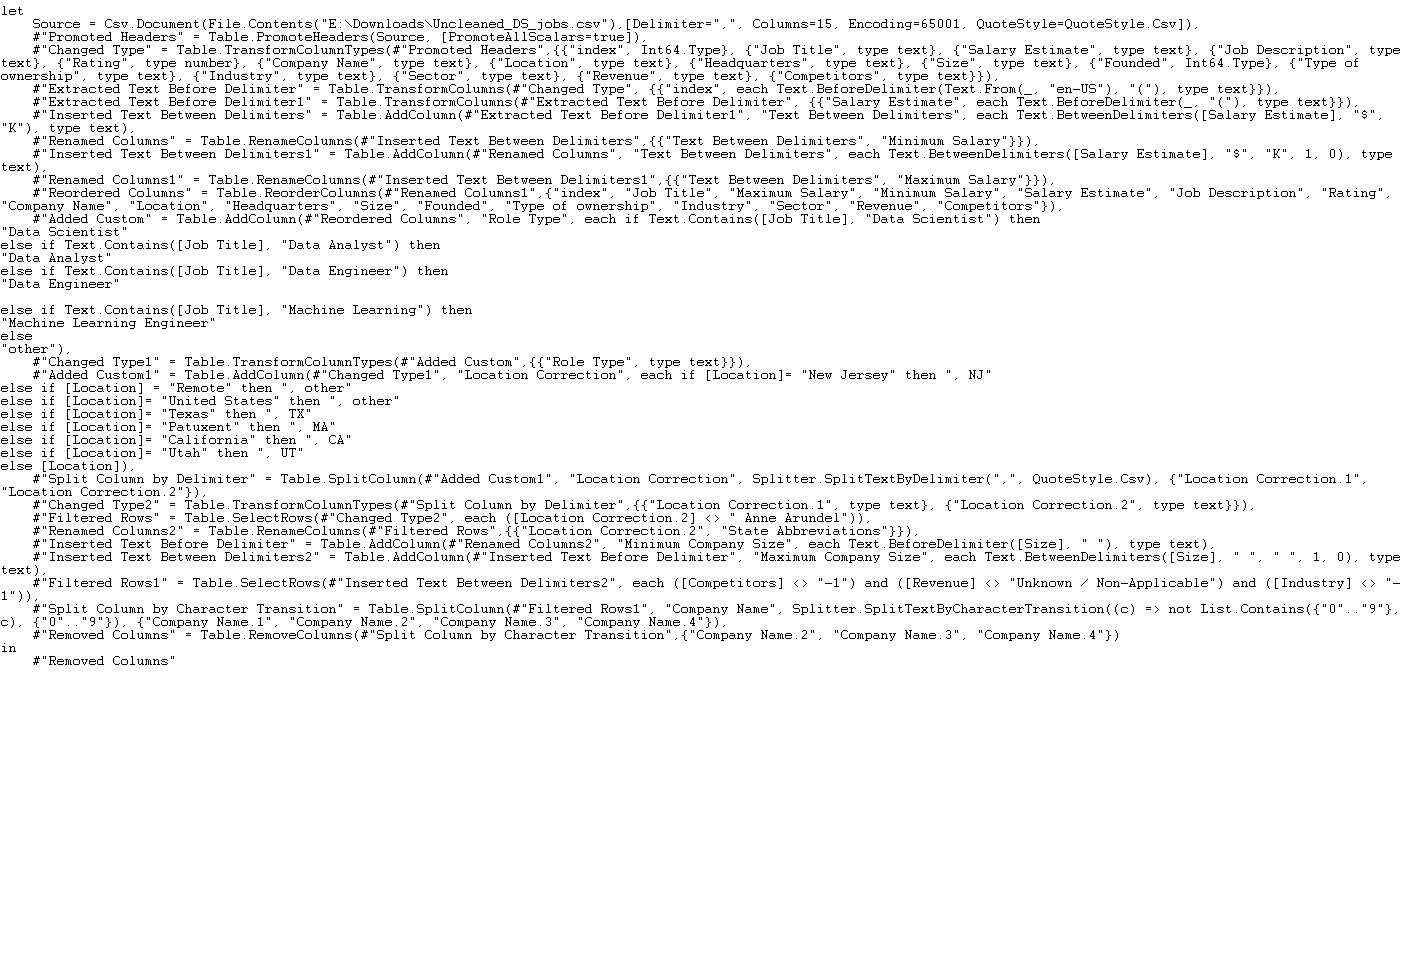 let
    Source = Csv.Document(File.Contents("E:\Downloads\Uncleaned_DS_jobs.csv"),[Delimiter=",", Columns=15, Encoding=65001, QuoteStyle=QuoteStyle.Csv]),
    #"Promoted Headers" = Table.PromoteHeaders(Source, [PromoteAllScalars=true]),
    #"Changed Type" = Table.TransformColumnTypes(#"Promoted Headers",{{"index", Int64.Type}, {"Job Title", type text}, {"Salary Estimate", type text}, {"Job Description", type
text}, {"Rating", type number}, {"Company Name", type text}, {"Location", type text}, {"Headquarters", type text}, {"Size", type text}, {"Founded", Int64.Type}, {"Type of
ownership", type text}, {"Industry", type text}, {"Sector", type text}, {"Revenue", type text}, {"Competitors", type text}}),
    #"Extracted Text Before Delimiter" = Table.TransformColumns(#"Changed Type", {{"index", each Text.BeforeDelimiter(Text.From(_, "en-US"), "("), type text}}),
    #"Extracted Text Before Delimiter1" = Table.TransformColumns(#"Extracted Text Before Delimiter", {{"Salary Estimate", each Text.BeforeDelimiter(_, "("), type text}}),
    #"Inserted Text Between Delimiters" = Table.AddColumn(#"Extracted Text Before Delimiter1", "Text Between Delimiters", each Text.BetweenDelimiters([Salary Estimate], "$",
"K"), type text),
    #"Renamed Columns" = Table.RenameColumns(#"Inserted Text Between Delimiters",{{"Text Between Delimiters", "Minimum Salary"}}),
    #"Inserted Text Between Delimiters1" = Table.AddColumn(#"Renamed Columns", "Text Between Delimiters", each Text.BetweenDelimiters([Salary Estimate], "$", "K", 1, 0), type
text),
    #"Renamed Columns1" = Table.RenameColumns(#"Inserted Text Between Delimiters1",{{"Text Between Delimiters", "Maximum Salary"}}),
    #"Reordered Columns" = Table.ReorderColumns(#"Renamed Columns1",{"index", "Job Title", "Maximum Salary", "Minimum Salary", "Salary Estimate", "Job Description", "Rating",
"Company Name", "Location", "Headquarters", "Size", "Founded", "Type of ownership", "Industry", "Sector", "Revenue", "Competitors"}),
    #"Added Custom" = Table.AddColumn(#"Reordered Columns", "Role Type", each if Text.Contains([Job Title], "Data Scientist") then
"Data Scientist"
else if Text.Contains([Job Title], "Data Analyst") then
"Data Analyst"
else if Text.Contains([Job Title], "Data Engineer") then
"Data Engineer"

else if Text.Contains([Job Title], "Machine Learning") then
"Machine Learning Engineer"
else
"other"),
    #"Changed Type1" = Table.TransformColumnTypes(#"Added Custom",{{"Role Type", type text}}),
    #"Added Custom1" = Table.AddColumn(#"Changed Type1", "Location Correction", each if [Location]= "New Jersey" then ", NJ"
else if [Location] = "Remote" then ", other"
else if [Location]= "United States" then ", other"
else if [Location]= "Texas" then ", TX"
else if [Location]= "Patuxent" then ", MA"
else if [Location]= "California" then ", CA"
else if [Location]= "Utah" then ", UT"
else [Location]),
    #"Split Column by Delimiter" = Table.SplitColumn(#"Added Custom1", "Location Correction", Splitter.SplitTextByDelimiter(",", QuoteStyle.Csv), {"Location Correction.1",
"Location Correction.2"}),
    #"Changed Type2" = Table.TransformColumnTypes(#"Split Column by Delimiter",{{"Location Correction.1", type text}, {"Location Correction.2", type text}}),
    #"Filtered Rows" = Table.SelectRows(#"Changed Type2", each ([Location Correction.2] <> " Anne Arundel")),
    #"Renamed Columns2" = Table.RenameColumns(#"Filtered Rows",{{"Location Correction.2", "State Abbreviations"}}),
    #"Inserted Text Before Delimiter" = Table.AddColumn(#"Renamed Columns2", "Minimum Company Size", each Text.BeforeDelimiter([Size], " "), type text),
    #"Inserted Text Between Delimiters2" = Table.AddColumn(#"Inserted Text Before Delimiter", "Maximum Company Size", each Text.BetweenDelimiters([Size], " ", " ", 1, 0), type
text),
    #"Filtered Rows1" = Table.SelectRows(#"Inserted Text Between Delimiters2", each ([Competitors] <> "-1") and ([Revenue] <> "Unknown / Non-Applicable") and ([Industry] <> "-
1")),
    #"Split Column by Character Transition" = Table.SplitColumn(#"Filtered Rows1", "Company Name", Splitter.SplitTextByCharacterTransition((c) => not List.Contains({"0".."9"},
c), {"0".."9"}), {"Company Name.1", "Company Name.2", "Company Name.3", "Company Name.4"}),
    #"Removed Columns" = Table.RemoveColumns(#"Split Column by Character Transition",{"Company Name.2", "Company Name.3", "Company Name.4"})
in
    #"Removed Columns"